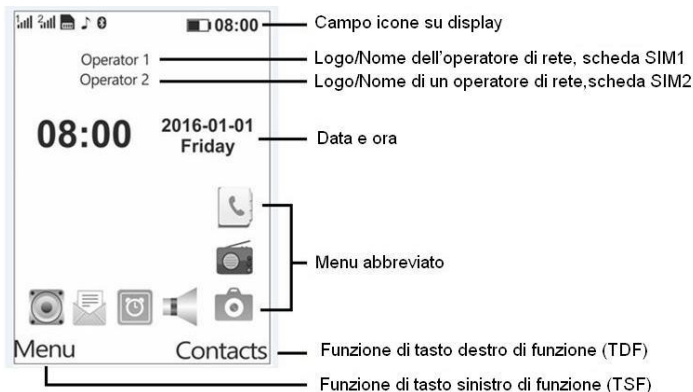 1 2 08:00 Campo icone su display
Operator 1 Logo/Nome dell'operatore di rete, scheda SIM1
Operator 2 Logo/Nome di un operatore di rete,scheda SIM2
08:00 2016-01-01 Data e ora
Friday
Menu abbreviato
Menu Contacts Funzione di tasto destro di funzione (TDF)
Funzione di tasto sinistro di funzione (TSF)